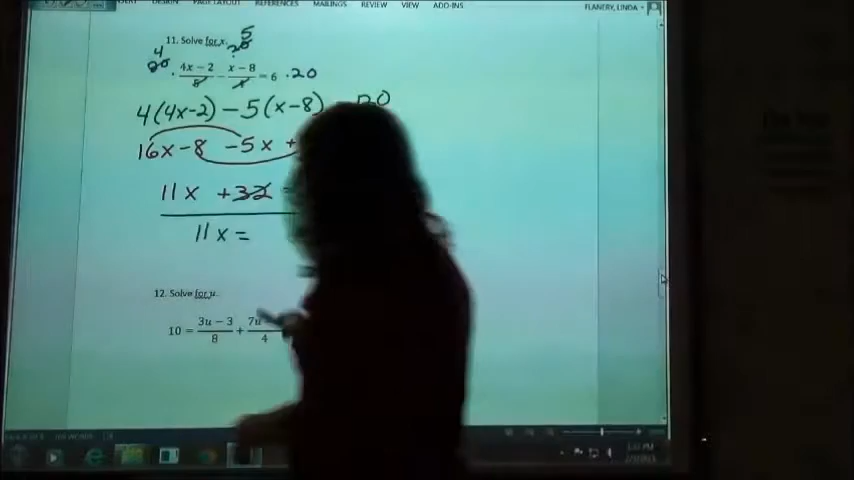 DESIGN PAGE LAYOUT REFERENCES MAILINGS REVIEW VIEW ADD-INS FLANERY, LINDA
11. Solve for x.
5
20
4
20 · (4x − 2)/5 − (x − 8)/4 = 6 · 20
4(4x-2) - 5(x-8) 20
16x - 8 - 5x +
11x + 32 =
11x =
12. Solve for u.
10 = (3u − 3)/8 + 7u/4